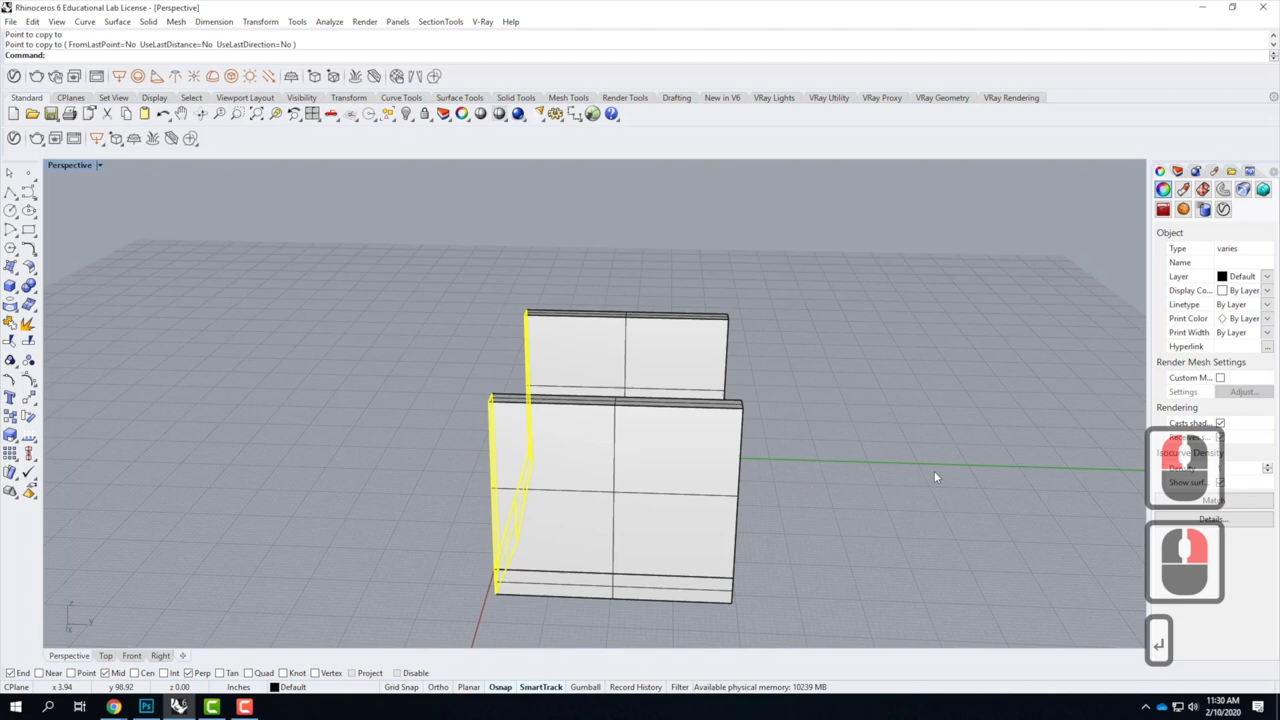 Rhinoceros 6 Educational Lab License - [Perspective]
File Edit View Curve Surface Solid Mesh Dimension Transform Tools Analyze Render Panels SectionTools V-Ray Help
Point to copy to
Point to copy to ( FromLastPoint=No UseLastDistance=No UseLastDirection=No )
Command:
Standard CPlanes Set View Display Select Viewport Layout Visibility Transform Curve Tools Surface Tools Solid Tools Mesh Tools Render Tools Drafting New in V6 VRay Lights VRay Utility VRay Proxy VRay Geometry VRay Rendering
Perspective
Object
Type varies
Name
Layer Default
Display Co... By Layer
Linetype By Layer
Print Color By Layer
Print Width By Layer
Hyperlink ...
Render Mesh Settings
Custom M...
Settings Adjust...
Rendering
Casts shad...
Receives s...
Isocurve Density
Density
Show surf...
Match
Details...
z
x y
Perspective Top Front Right
End Near Point Mid Cen Int Perp Tan Quad Knot Vertex Project Disable
CPlane x 3.94 y 98.92 z 0.00 Inches Default Grid Snap Ortho Planar Osnap SmartTrack Gumball Record History Filter Available physical memory: 10239 MB
11:30 AM
2/10/2020